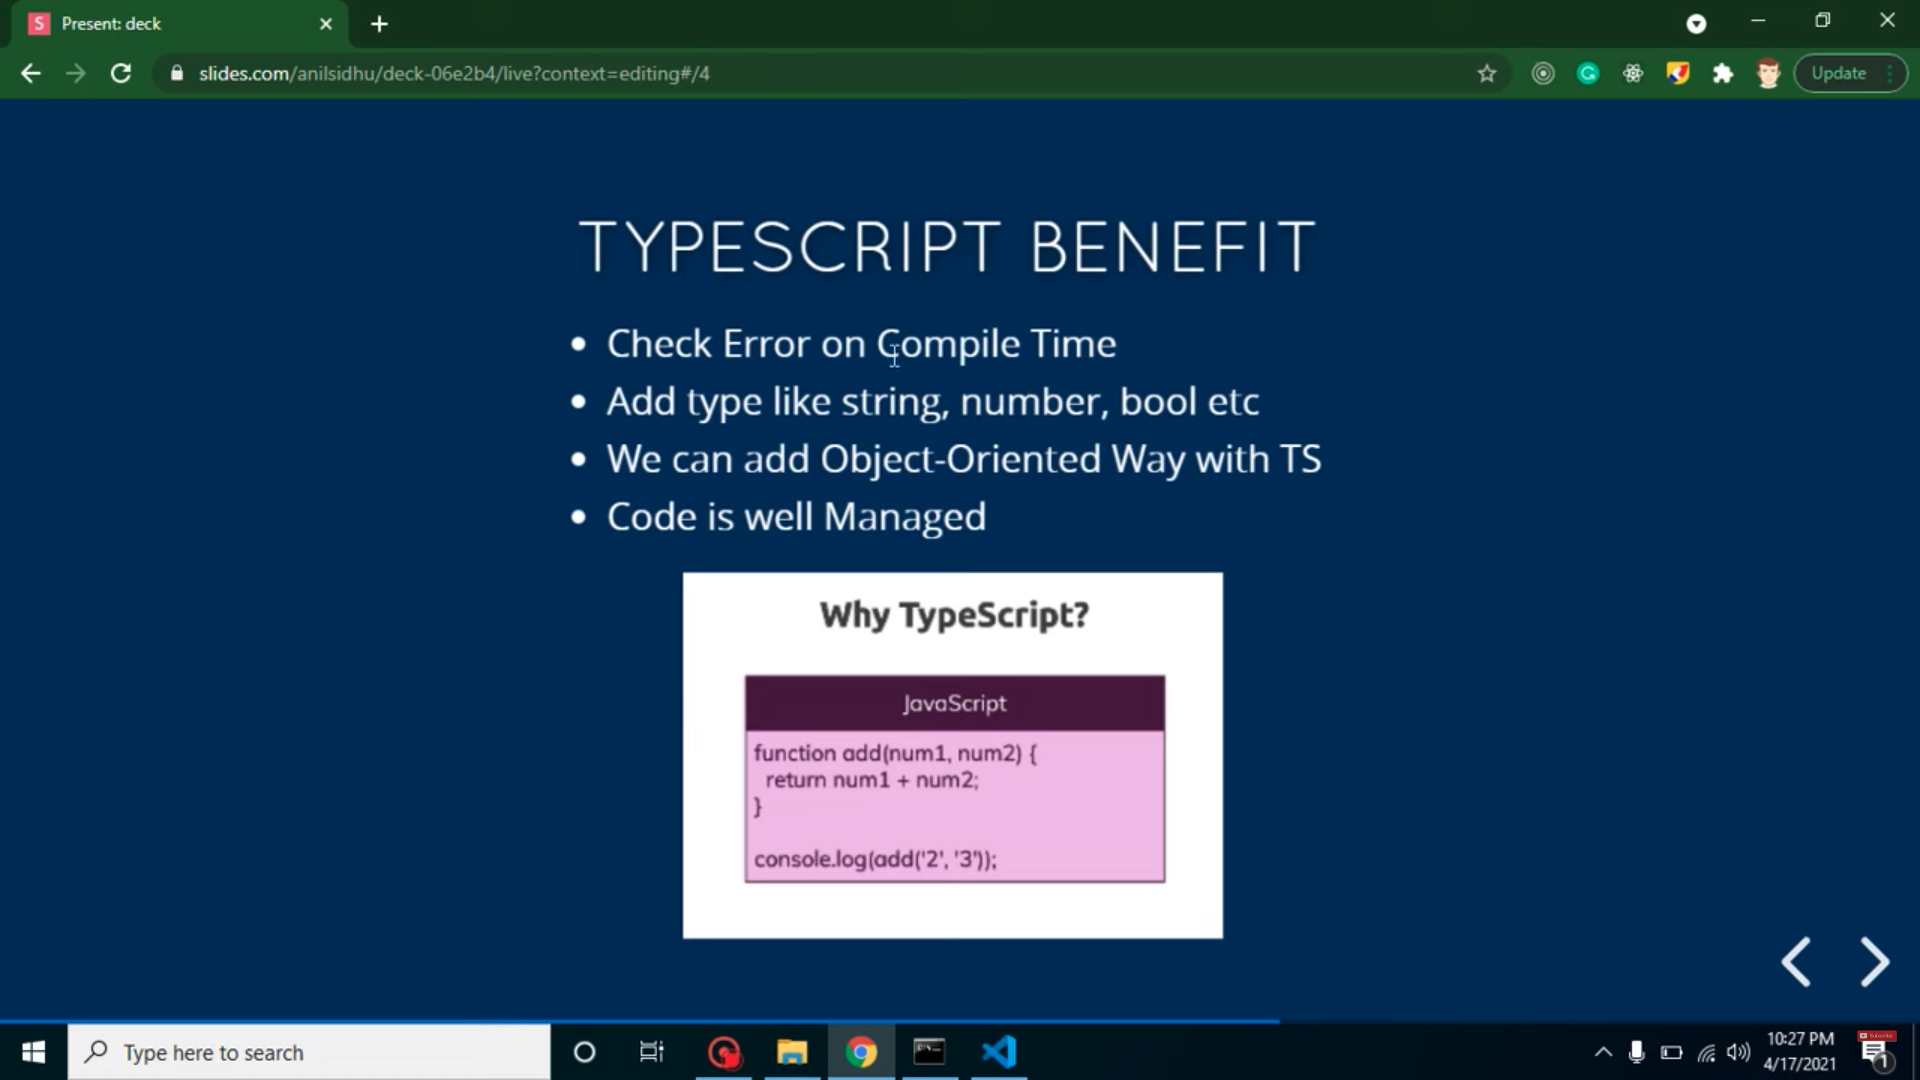 S Present: deck
slides.com/anilsidhu/deck-06e2b4/live?context=editing#/4
Update
TYPESCRIPT BENEFIT
• Check Error on Compile Time
• Add type like string, number, bool etc
• We can add Object-Oriented Way with TS
• Code is well Managed
Why TypeScript?
JavaScript
function add(num1, num2) {
return num1 + num2;
}
console.log(add('2', '3'));
Type here to search
10:27 PM
4/17/2021
1